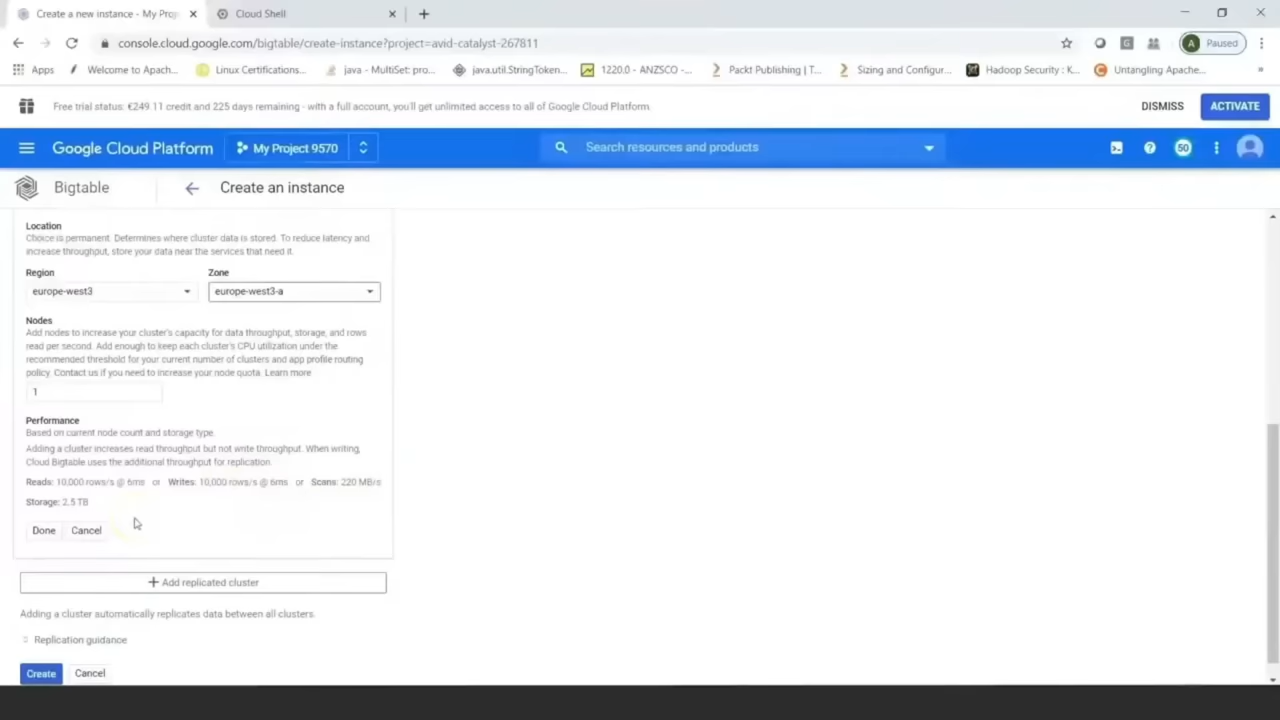 Create a new instance - My Proj
Cloud Shell
console.cloud.google.com/bigtable/create-instance?project=avid-catalyst-267811
A
Paused
Apps
Welcome to Apach...
Linux Certifications...
java - MultiSet: pro...
java.util.StringToken...
1220.0 - ANZSCO -...
Packt Publishing | T...
Sizing and Configur...
Hadoop Security : K...
Untangling Apache...
»
Free trial status: €249.11 credit and 225 days remaining - with a full account, you'll get unlimited access to all of Google Cloud Platform.
DISMISS
ACTIVATE
Google Cloud Platform
My Project 9570
Search resources and products
50
Bigtable
Create an instance
Location
Choice is permanent. Determines where cluster data is stored. To reduce latency and
increase throughput, store your data near the services that need it.
Region
Zone
europe-west3
europe-west3-a
Nodes
Add nodes to increase your cluster's capacity for data throughput, storage, and rows
read per second. Add enough to keep each cluster's CPU utilization under the
recommended threshold for your current number of clusters and app profile routing
policy. Contact us if you need to increase your node quota. Learn more
1
Performance
Based on current node count and storage type.
Adding a cluster increases read throughput but not write throughput. When writing,
Cloud Bigtable uses the additional throughput for replication.
Reads: 10,000 rows/s @ 6ms or Writes: 10,000 rows/s @ 6ms or Scans: 220 MB/s
Storage: 2.5 TB
Done
Cancel
+ Add replicated cluster
Adding a cluster automatically replicates data between all clusters.
Replication guidance
Create
Cancel